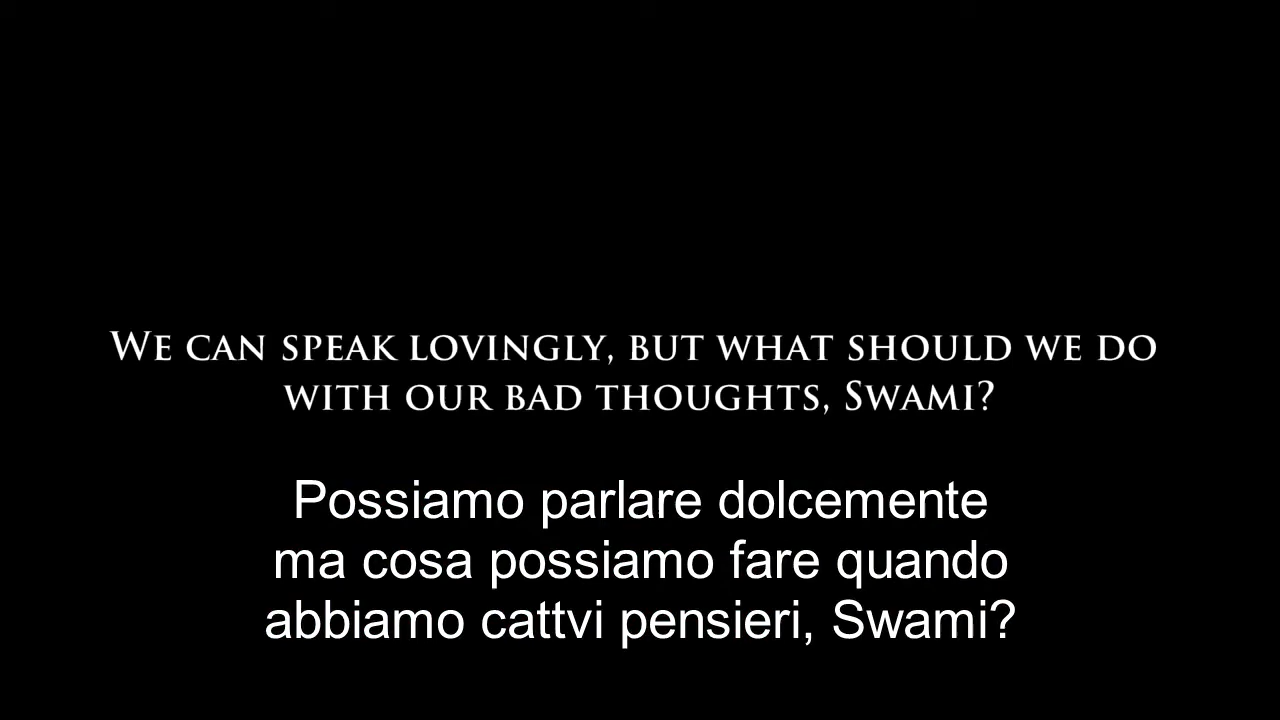 We can speak lovingly, but what should we do
with our bad thoughts, Swami?
Possiamo parlare dolcemente
ma cosa possiamo fare quando
abbiamo cattvi pensieri, Swami?